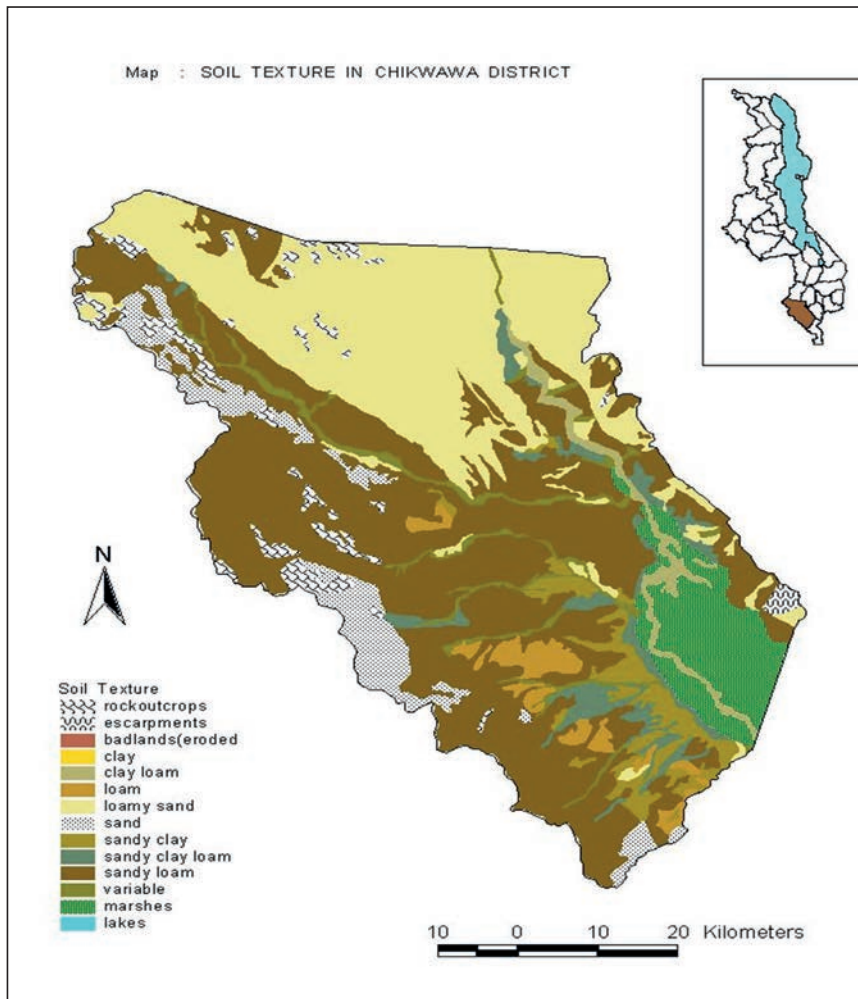 Map : SOIL TEXTURE IN CHIKWAWA DISTRICT
N
Soil Texture
rockoutcrops
escarpments
badlands(eroded
clay
clay loam
loam
loamy sand
sand
sandy clay
sandy clay loam
sandy loam
variable
marshes
lakes
10 0 10 20 Kilometers